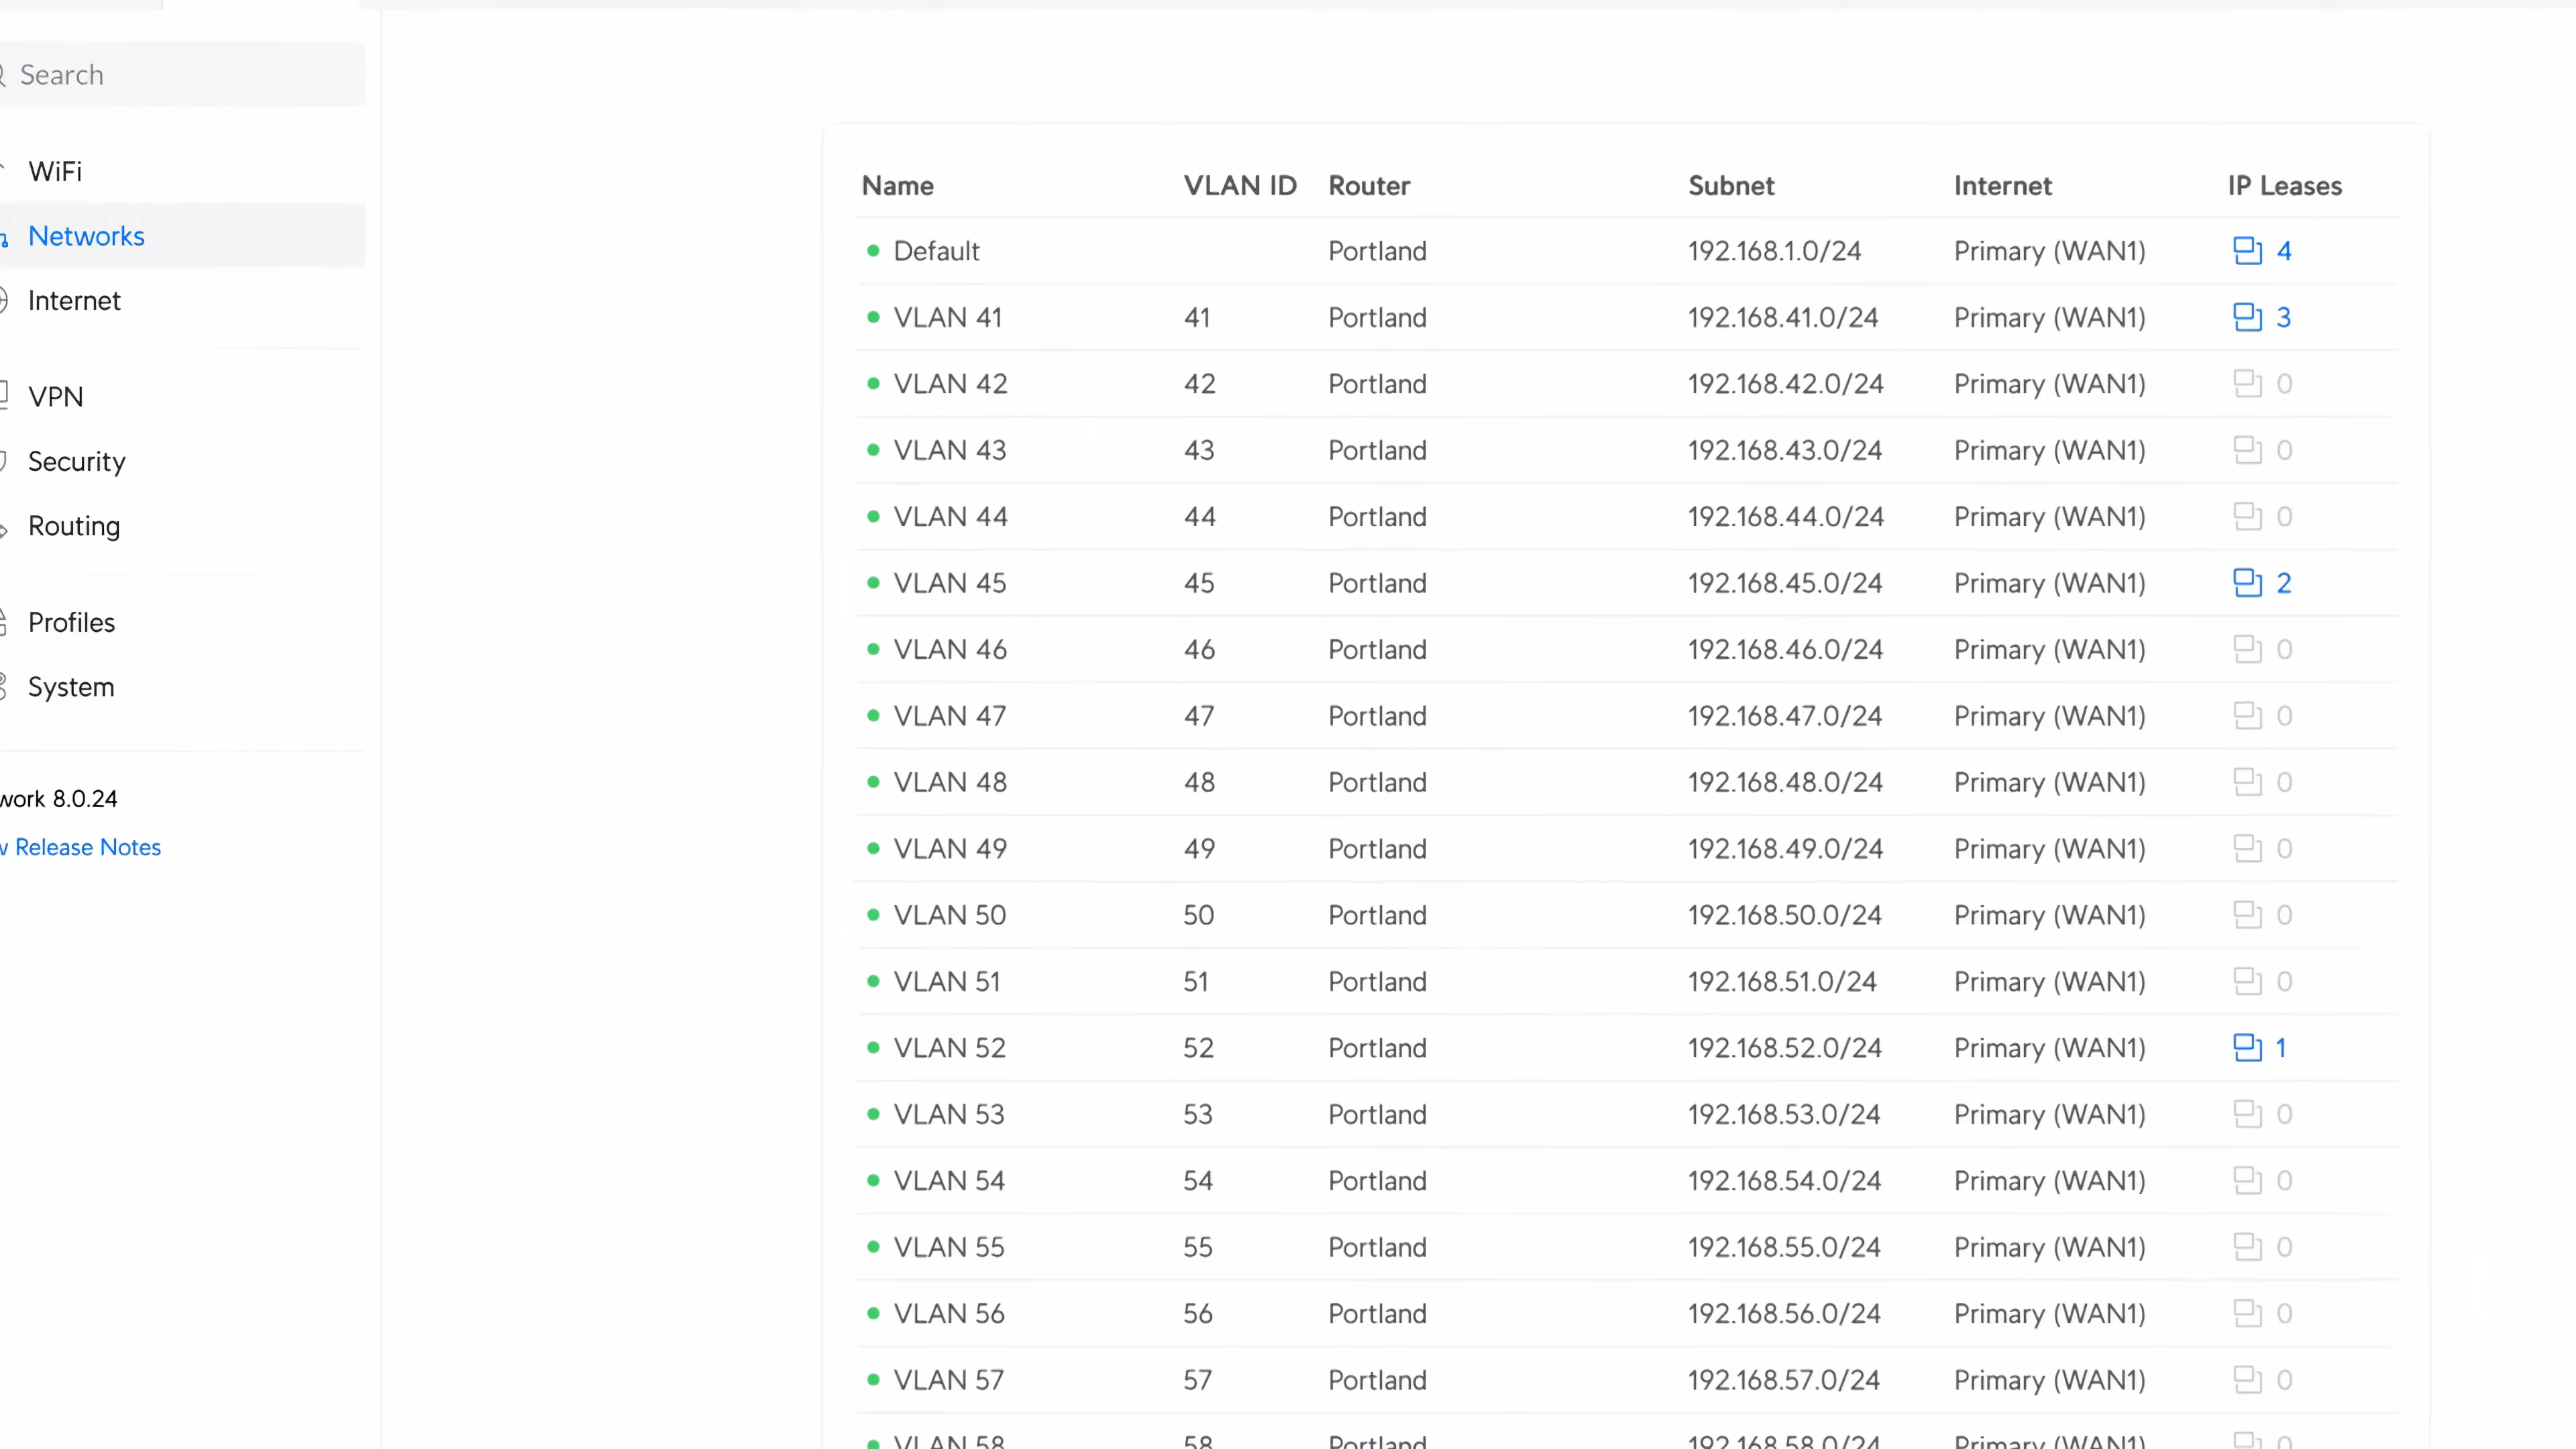 Search
WiFi
Networks
Internet
VPN
Security
Routing
Profiles
System
work 8.0.24
Release Notes
Name VLAN ID Router Subnet Internet IP Leases
Default Portland 192.168.1.0/24 Primary (WAN1) 4
VLAN 41 41 Portland 192.168.41.0/24 Primary (WAN1) 3
VLAN 42 42 Portland 192.168.42.0/24 Primary (WAN1) 0
VLAN 43 43 Portland 192.168.43.0/24 Primary (WAN1) 0
VLAN 44 44 Portland 192.168.44.0/24 Primary (WAN1) 0
VLAN 45 45 Portland 192.168.45.0/24 Primary (WAN1) 2
VLAN 46 46 Portland 192.168.46.0/24 Primary (WAN1) 0
VLAN 47 47 Portland 192.168.47.0/24 Primary (WAN1) 0
VLAN 48 48 Portland 192.168.48.0/24 Primary (WAN1) 0
VLAN 49 49 Portland 192.168.49.0/24 Primary (WAN1) 0
VLAN 50 50 Portland 192.168.50.0/24 Primary (WAN1) 0
VLAN 51 51 Portland 192.168.51.0/24 Primary (WAN1) 0
VLAN 52 52 Portland 192.168.52.0/24 Primary (WAN1) 1
VLAN 53 53 Portland 192.168.53.0/24 Primary (WAN1) 0
VLAN 54 54 Portland 192.168.54.0/24 Primary (WAN1) 0
VLAN 55 55 Portland 192.168.55.0/24 Primary (WAN1) 0
VLAN 56 56 Portland 192.168.56.0/24 Primary (WAN1) 0
VLAN 57 57 Portland 192.168.57.0/24 Primary (WAN1) 0
VLAN 58 58 Portland 192.168.58.0/24 Primary (WAN1) 0